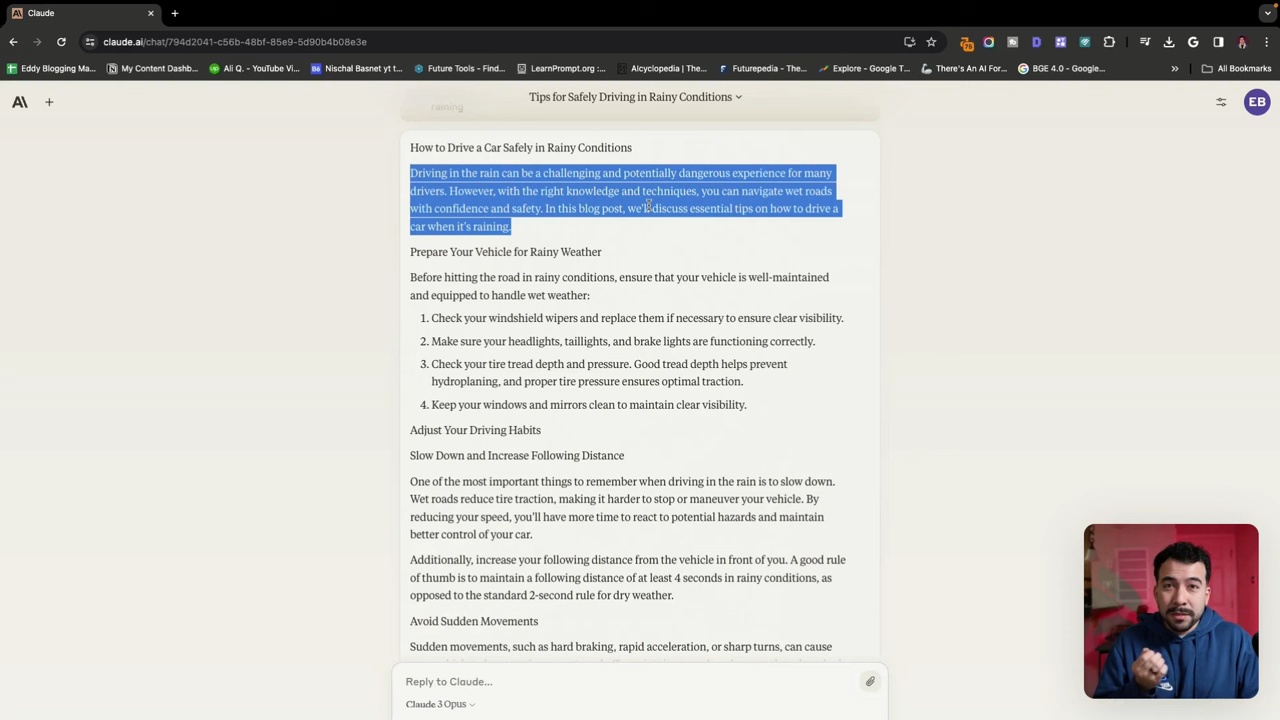 Claude
claude.ai/chat/794d2041-c56b-48bf-85e9-5d90b4b08e3e
75
Eddy Blogging Ma...
My Content Dashb...
Ali Q. - YouTube Vi...
Nischal Basnet yt t...
Future Tools - Find...
LearnPrompt.org :...
AIcyclopedia | The...
Futurepedia - The...
Explore - Google T...
There's An AI For...
BGE 4.0 - Google...
All Bookmarks
Tips for Safely Driving in Rainy Conditions
EB
raining
How to Drive a Car Safely in Rainy Conditions
Driving in the rain can be a challenging and potentially dangerous experience for many
drivers. However, with the right knowledge and techniques, you can navigate wet roads
with confidence and safety. In this blog post, we'll discuss essential tips on how to drive a
car when it's raining.
Prepare Your Vehicle for Rainy Weather
Before hitting the road in rainy conditions, ensure that your vehicle is well-maintained
and equipped to handle wet weather:
1. Check your windshield wipers and replace them if necessary to ensure clear visibility.
2. Make sure your headlights, taillights, and brake lights are functioning correctly.
3. Check your tire tread depth and pressure. Good tread depth helps prevent
hydroplaning, and proper tire pressure ensures optimal traction.
4. Keep your windows and mirrors clean to maintain clear visibility.
Adjust Your Driving Habits
Slow Down and Increase Following Distance
One of the most important things to remember when driving in the rain is to slow down.
Wet roads reduce tire traction, making it harder to stop or maneuver your vehicle. By
reducing your speed, you'll have more time to react to potential hazards and maintain
better control of your car.
Additionally, increase your following distance from the vehicle in front of you. A good rule
of thumb is to maintain a following distance of at least 4 seconds in rainy conditions, as
opposed to the standard 2-second rule for dry weather.
Avoid Sudden Movements
Sudden movements, such as hard braking, rapid acceleration, or sharp turns, can cause
Reply to Claude...
Claude 3 Opus